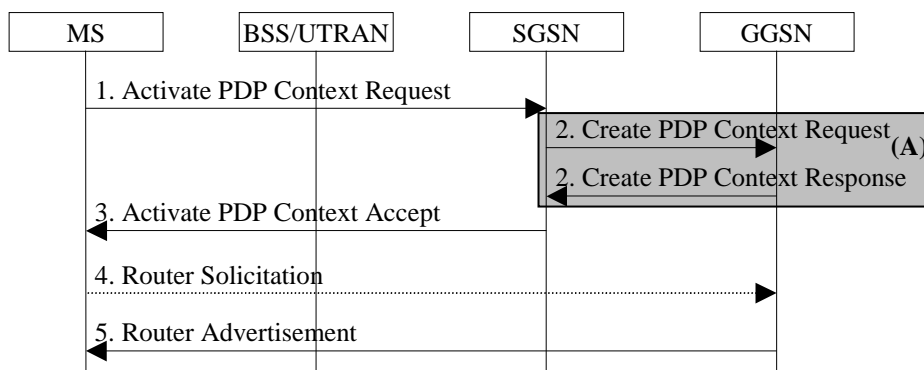 MS BSS/UTRAN SGSN GGSN
1. Activate PDP Context Request
2. Create PDP Context Request
(A)
2. Create PDP Context Response
3. Activate PDP Context Accept
4. Router Solicitation
5. Router Advertisement